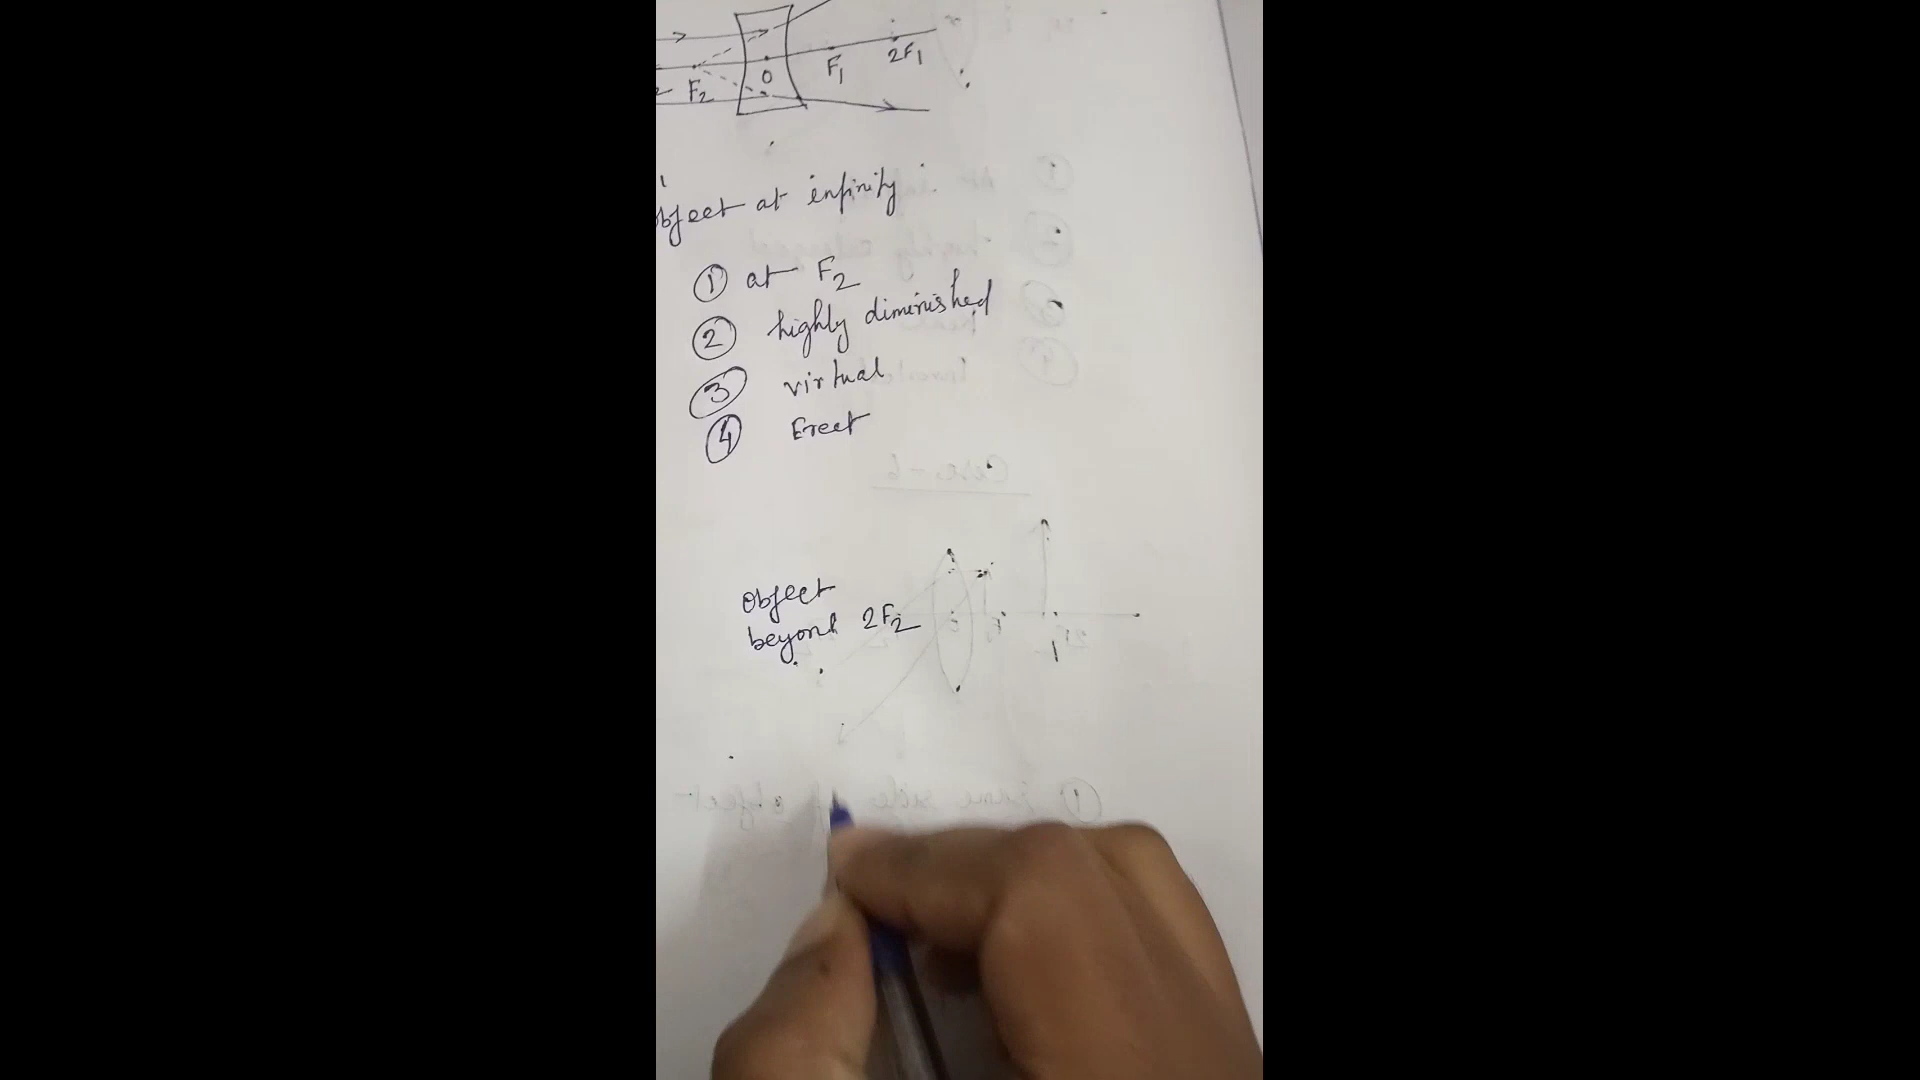 F2 O F1 2F1
object at infinity
① at F2
② highly diminished
③ virtual
④ Erect
object
beyond 2F2